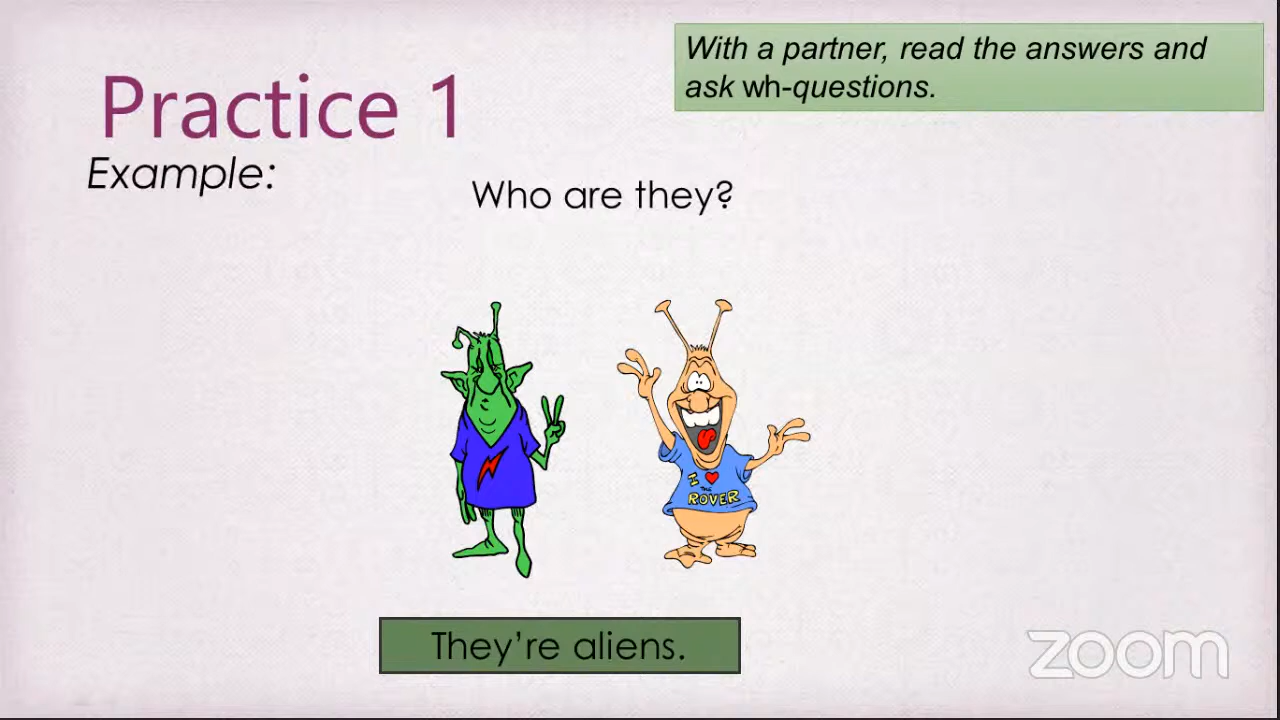 With a partner, read the answers and
ask wh-questions.
Practice 1
Example:
Who are they?
I ♥
the
ROVER
They're aliens.
zoom